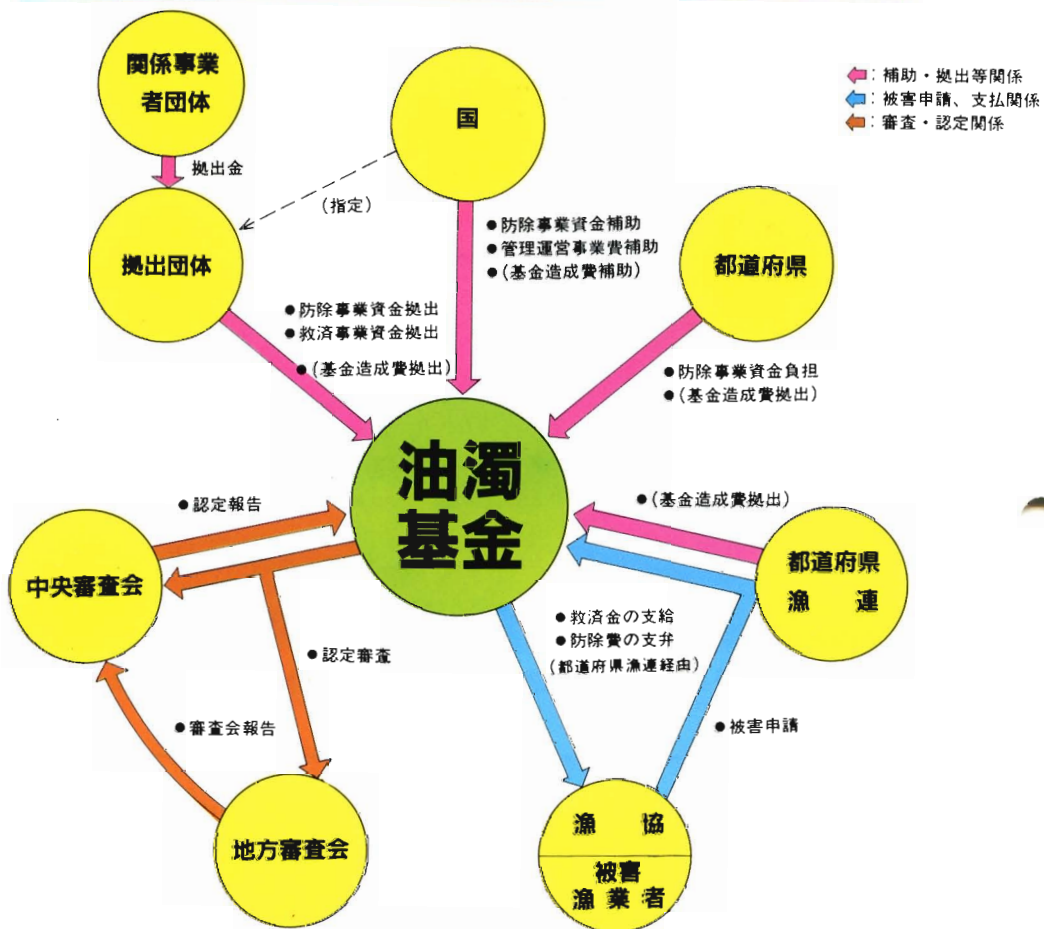 関係事業
者団体
国
:補助・拠出等関係
:被害申請、支払関係
:審査・認定関係
拠出金
(指定)
拠出団体
●防除事業資金補助
●管理運営事業費補助
●(基金造成費補助)
都道府県
●防除事業資金拠出
●救済事業資金拠出
●(基金造成費拠出)
●防除事業資金負担
●(基金造成費拠出)
油濁
基金
●認定報告
●(基金造成費拠出)
中央審査会
都道府県
漁連
●救済金の支給
●防除費の支弁
(都道府県漁連経由)
●認定審査
●審査会報告
●被害申請
地方審査会
漁協
被害
漁業者